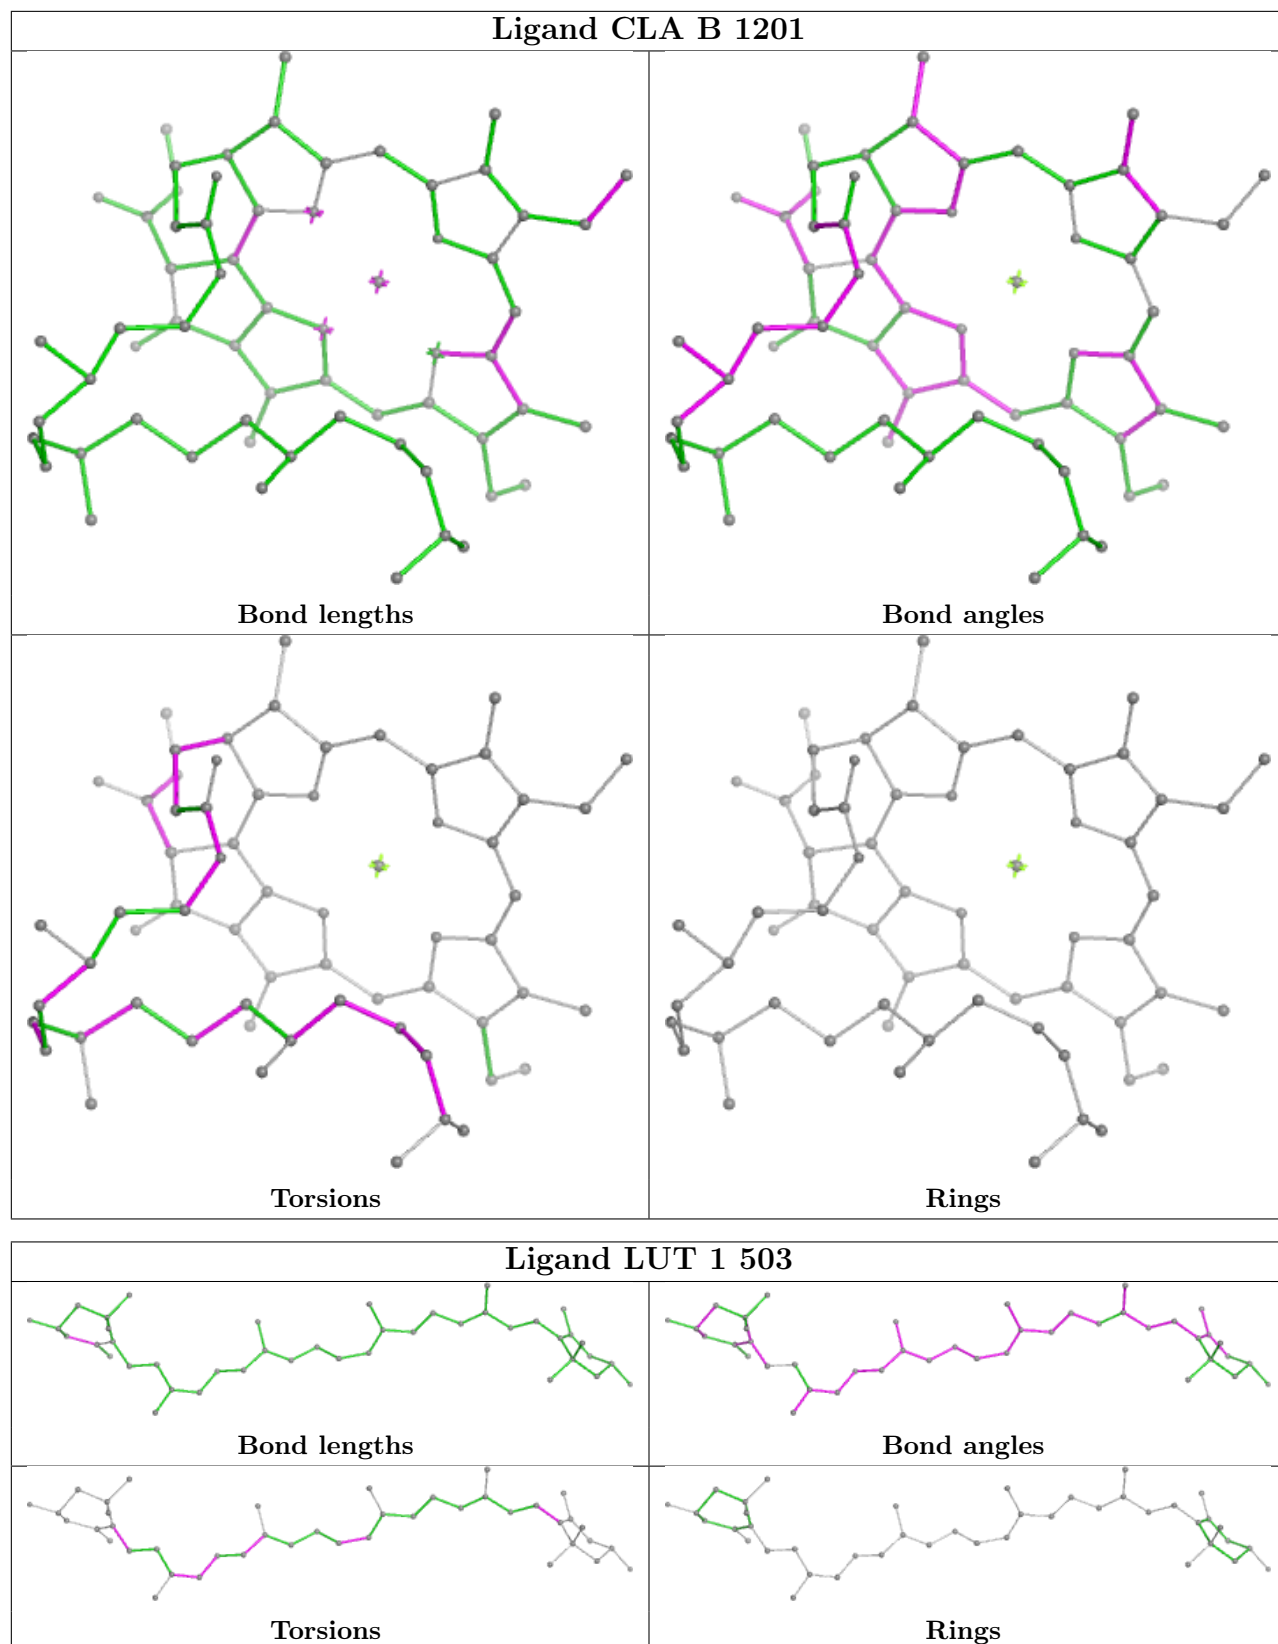 Ligand CLA B 1201
Bond lengths
Bond angles
Torsions
Rings
Ligand LUT 1 503
Bond lengths
Bond angles
Torsions
Rings